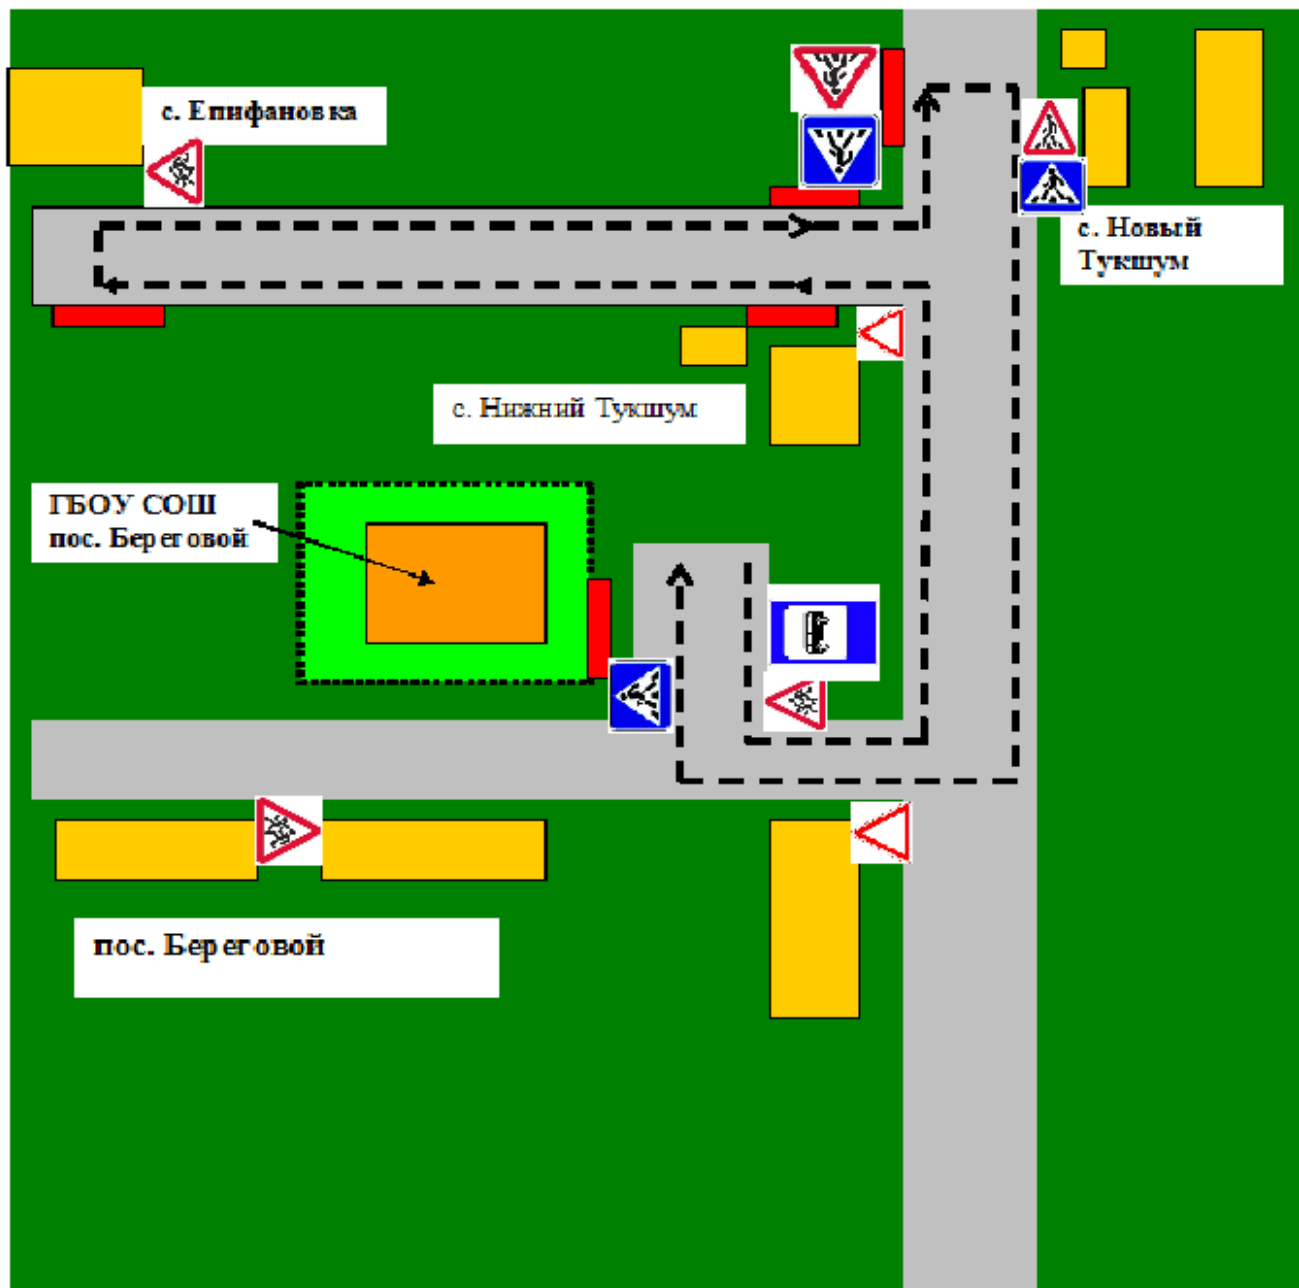 с. Епифановка
с. Новый
Тукшум
с. Нижний Тукшум
ГБОУ СОШ
пос. Береговой
пос. Береговой